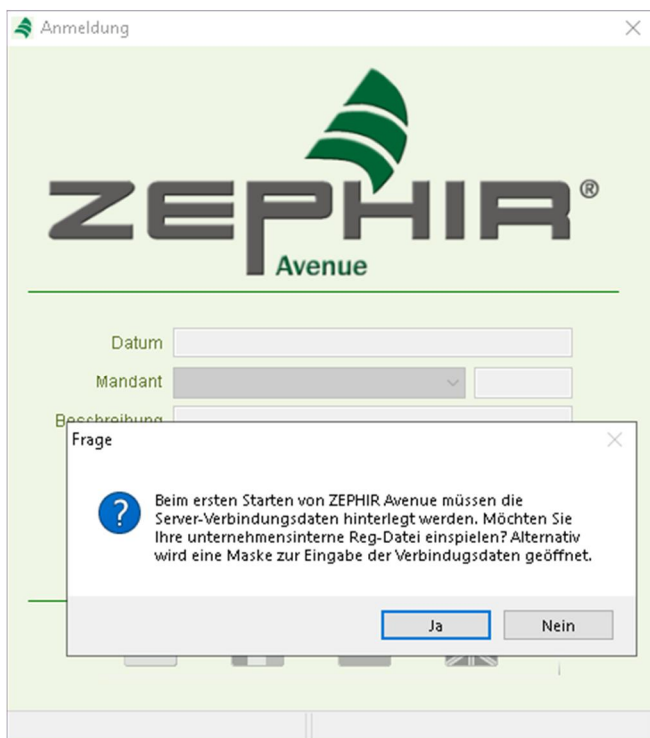 Anmeldung
ZEPHIR®
Avenue
Datum
Mandant
Beschreibung
Frage
Beim ersten Starten von ZEPHIR Avenue müssen die
Server-Verbindungsdaten hinterlegt werden. Möchten Sie
Ihre unternehmensinterne Reg-Datei einspielen? Alternativ
wird eine Maske zur Eingabe der Verbindugsdaten geöffnet.
Ja Nein